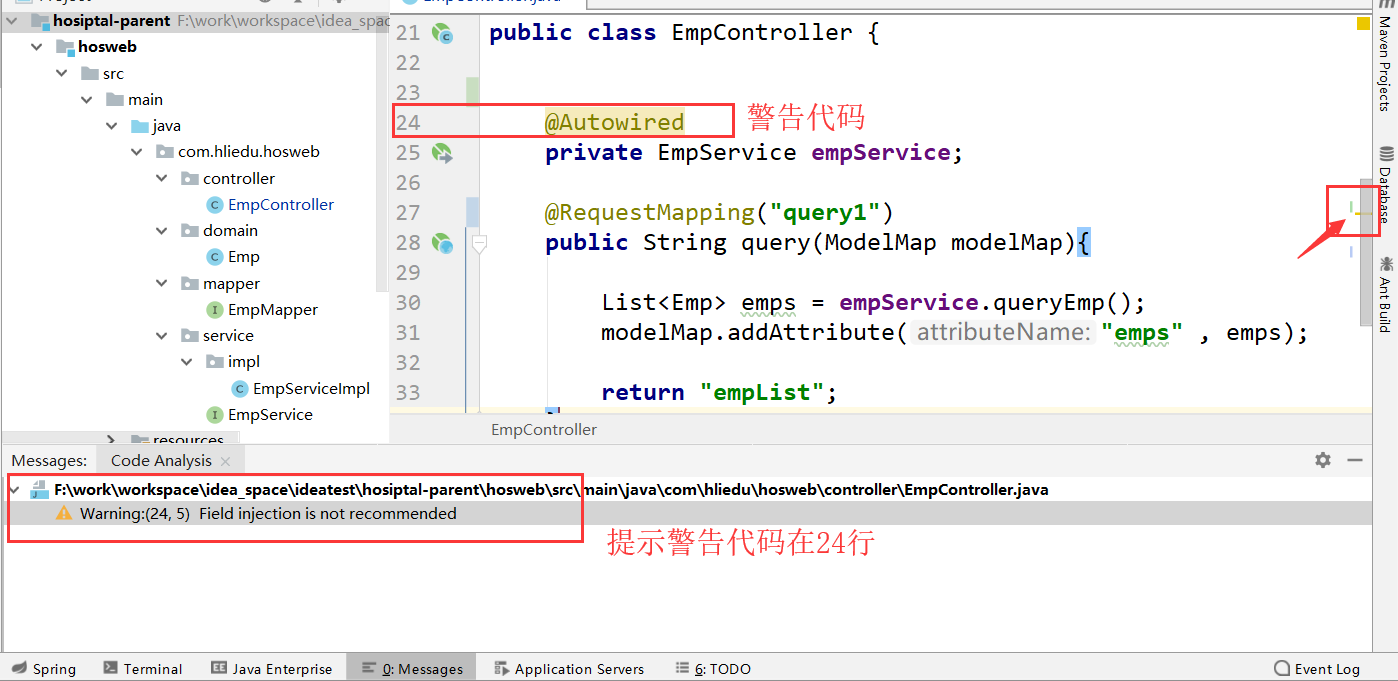 hosiptal-parent F:\work\workspace\idea_spac
hosweb
src
main
java
com.hliedu.hosweb
controller
EmpController
domain
Emp
mapper
EmpMapper
service
impl
EmpServiceImpl
EmpService
resources
21 public class EmpController {
22
23
24 @Autowired
警告代码
25 private EmpService empService;
26
27 @RequestMapping("query1")
28 public String query(ModelMap modelMap){
29
30 List<Emp> emps = empService.queryEmp();
31 modelMap.addAttribute( attributeName: "emps" , emps);
32
33 return "empList";
EmpController
Maven Projects
Database
Ant Build
Messages: Code Analysis
F:\work\workspace\idea_space\ideatest\hosiptal-parent\hosweb\src\main\java\com\hliedu\hosweb\controller\EmpController.java
Warning:(24, 5) Field injection is not recommended
提示警告代码在24行
Spring Terminal Java Enterprise 0: Messages Application Servers 6: TODO Event Log